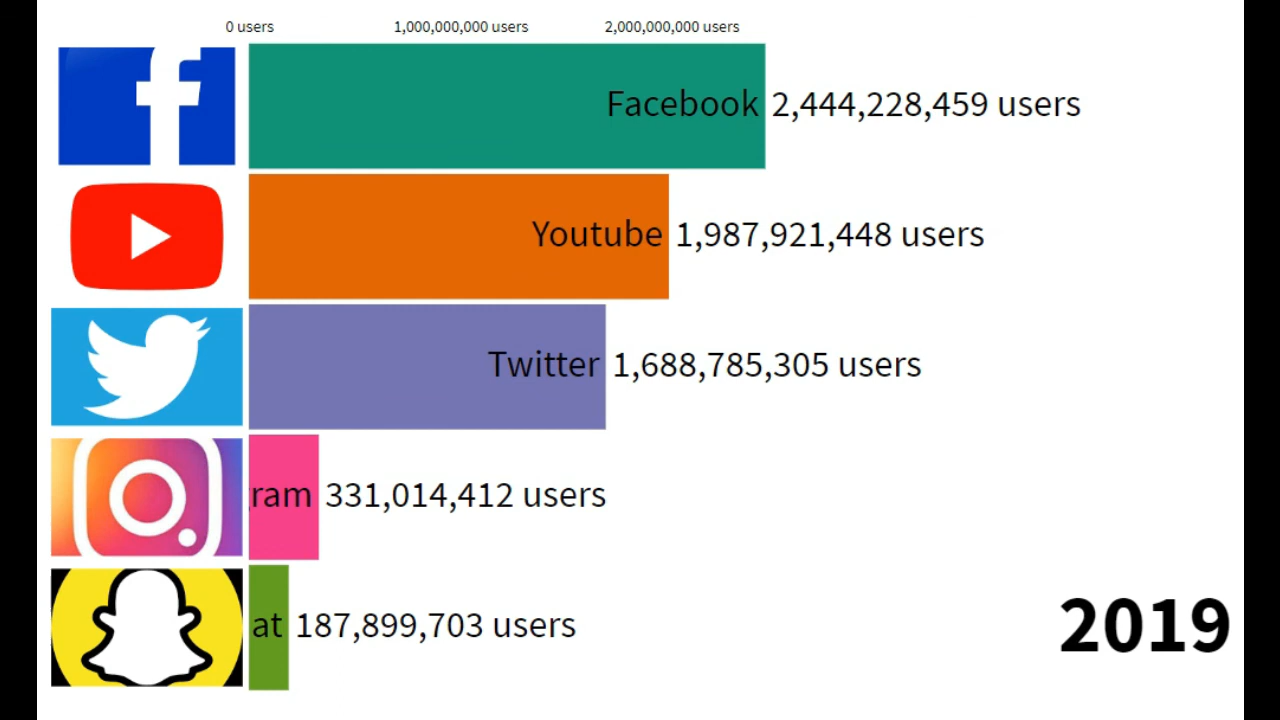 0 users 1,000,000,000 users 2,000,000,000 users
Facebook 2,444,228,459 users
Youtube 1,987,921,448 users
Twitter 1,688,785,305 users
ram 331,014,412 users
at 187,899,703 users
2019